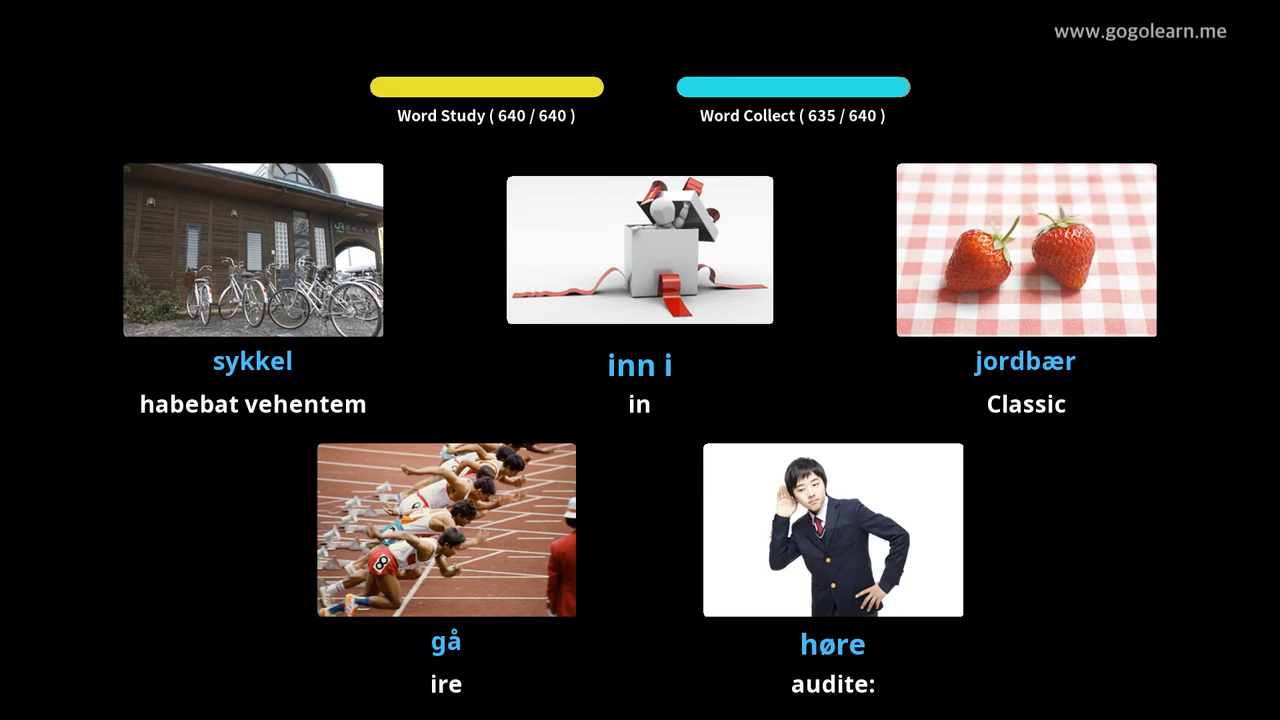 www.gogolearn.me
Word Study ( 640 / 640 )
Word Collect ( 635 / 640 )
sykkel
habebat vehentem
inn i
in
jordbær
Classic
gå
ire
høre
audite: